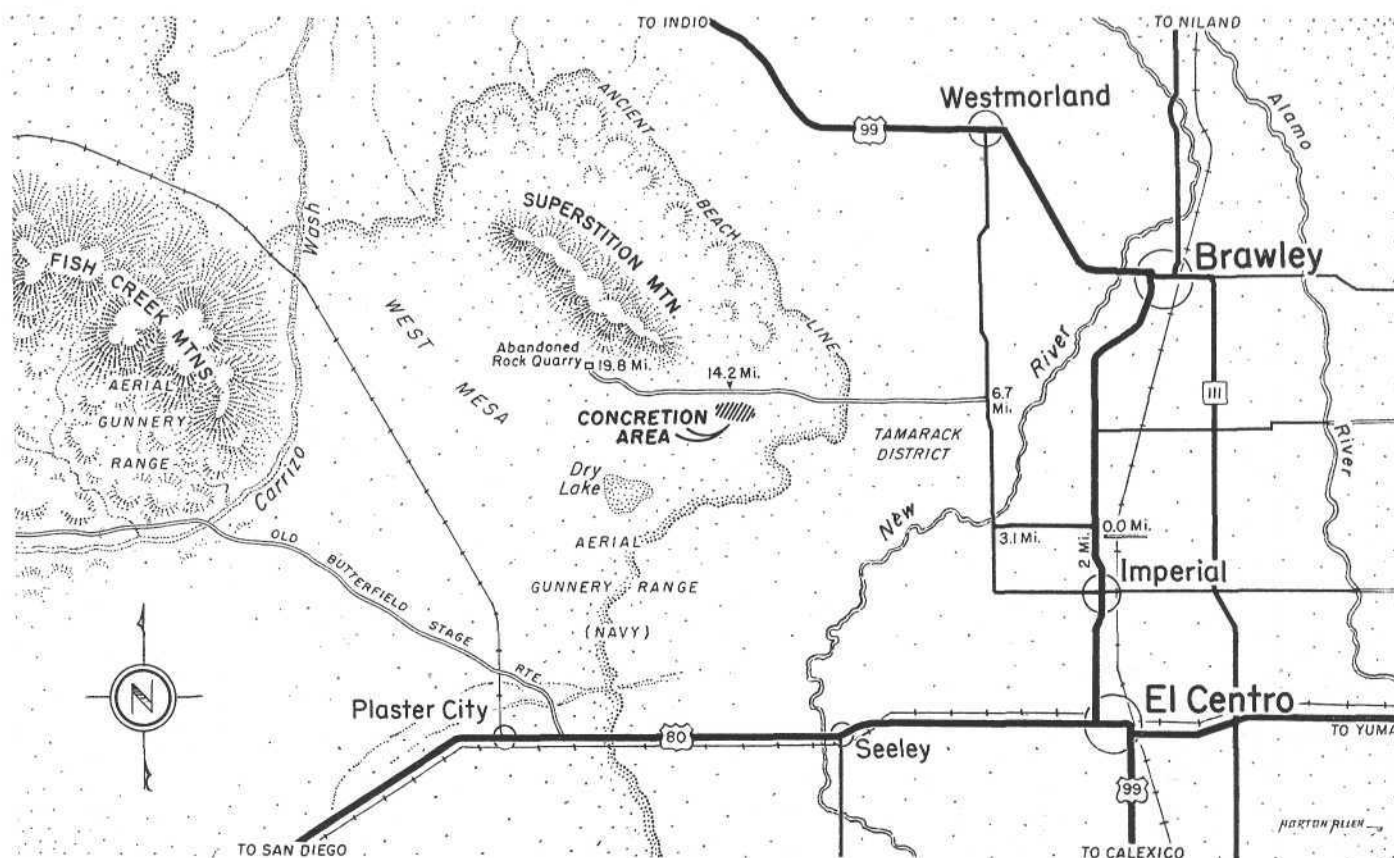 TO INDIO
TO NILAND
Westmorland
99
Alamo
ANCIENT
BEACH
LINE
Wash
SUPERSTITION MTN
Brawley
FISH CREEK MTNS
WEST
MESA
River
Abandoned
Rock Quarry
19.8 Mi.
14.2 Mi.
AERIAL
GUNNERY
RANGE
CONCRETION
AREA
6.7
Mi.
111
TAMARACK
DISTRICT
River
Carrizo
Dry
Lake
New
OLD BUTTERFIELD STAGE RTE.
AERIAL
GUNNERY RANGE
(NAVY)
3.1 Mi.
2 Mi.
0.0 Mi.
Imperial
N
Plaster City
80
Seeley
El Centro
TO YUMA
99
TO SAN DIEGO
TO CALEXICO
NORTON ALLEN